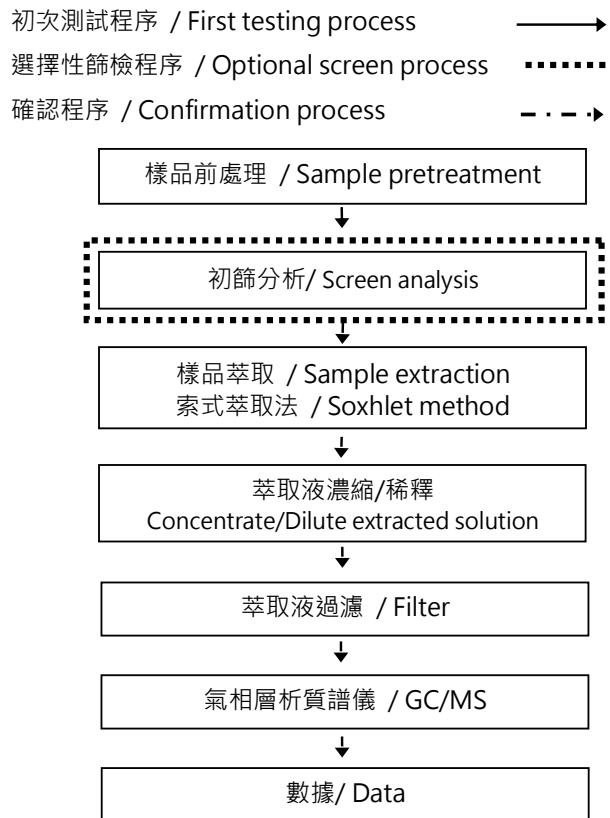 初次測試程序 / First testing process
選擇性篩檢程序 / Optional screen process
確認程序 / Confirmation process
樣品前處理 / Sample pretreatment
初篩分析/ Screen analysis
樣品萃取 / Sample extraction
索式萃取法 / Soxhlet method
萃取液濃縮/稀釋
Concentrate/Dilute extracted solution
萃取液過濾 / Filter
氣相層析質譜儀 / GC/MS
數據/ Data